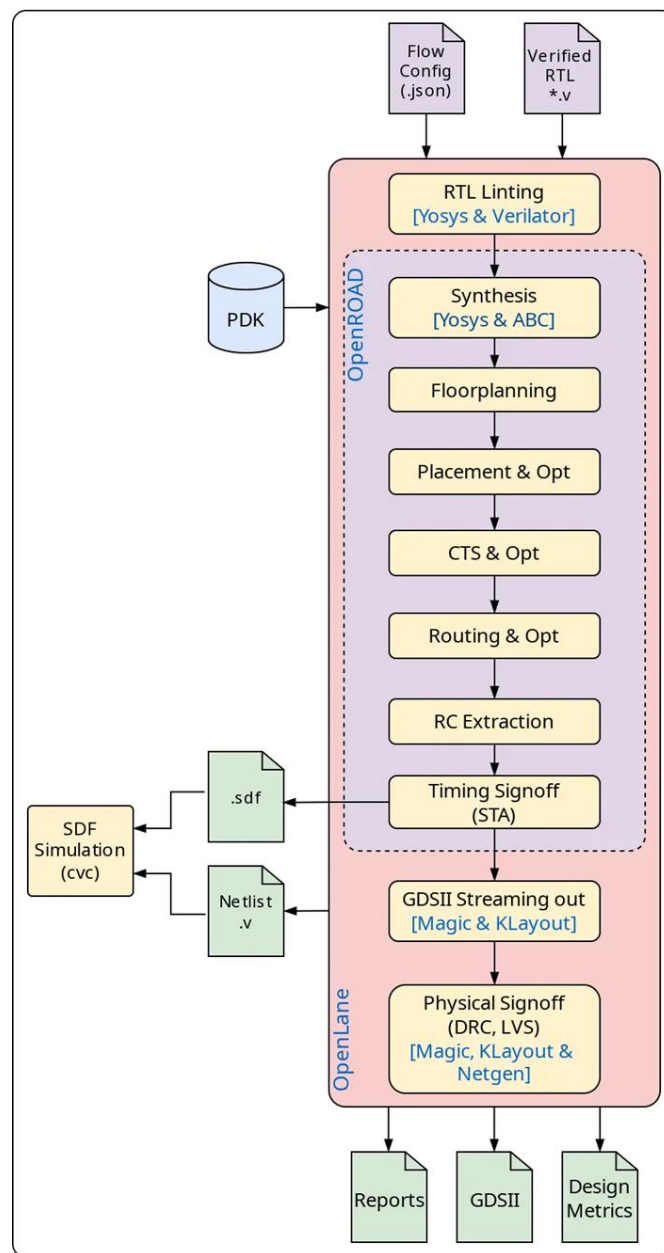 Flow
Config
(.json)
Verified
RTL
*.v
RTL Linting
[Yosys & Verilator]
OpenROAD
PDK
Synthesis
[Yosys & ABC]
Floorplanning
Placement & Opt
CTS & Opt
Routing & Opt
RC Extraction
Timing Signoff
(STA)
.sdf
SDF
Simulation
(cvc)
Netlist
.v
GDSII Streaming out
[Magic & KLayout]
OpenLane
Physical Signoff
(DRC, LVS)
[Magic, KLayout &
Netgen]
Reports
GDSII
Design
Metrics